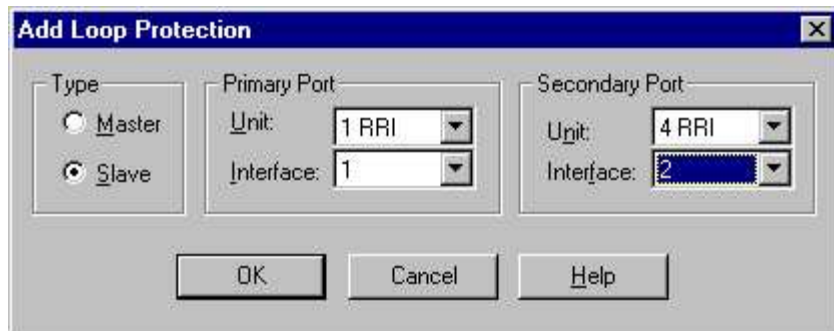 Add Loop Protection
Type
Master
Slave
Primary Port
Unit: 1 RRI
Interface: 1
Secondary Port
Unit: 4 RRI
Interface: 2
OK Cancel Help